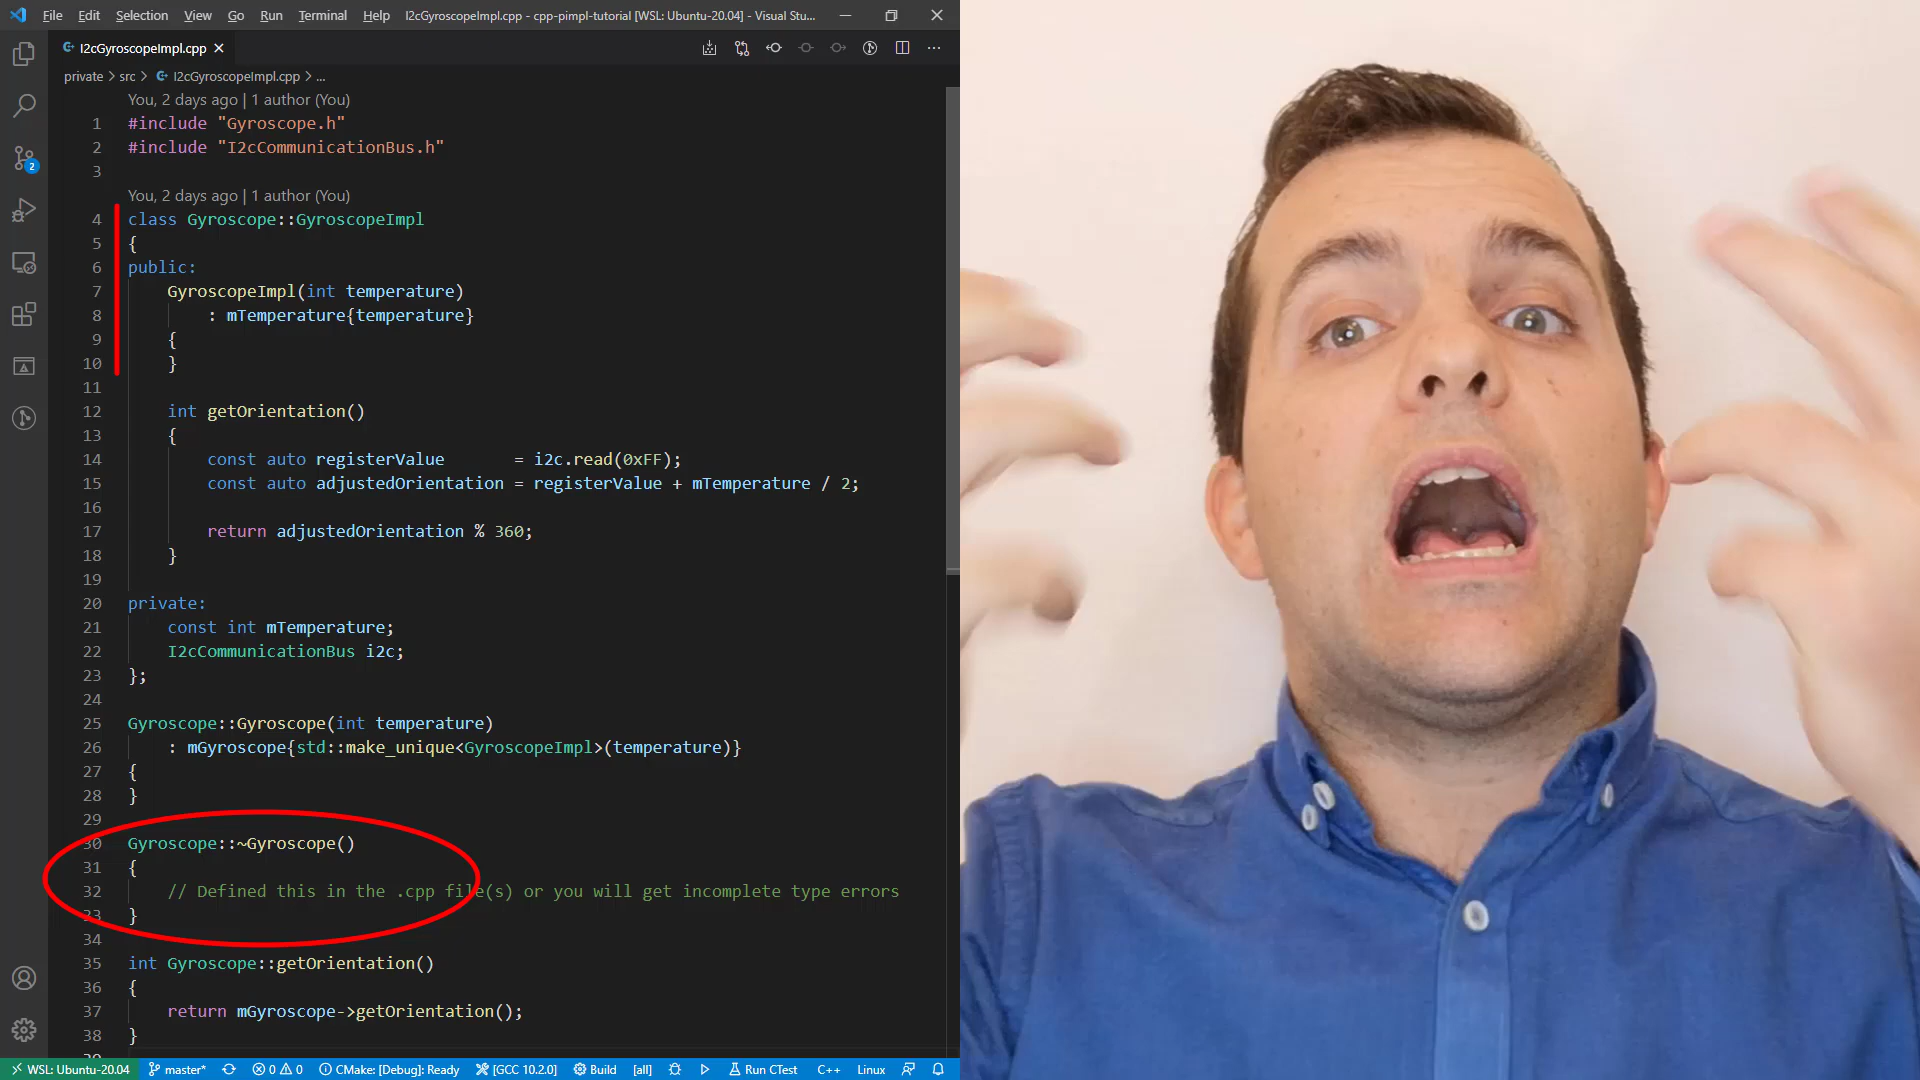 File Edit Selection View Go Run Terminal Help I2cGyroscopeImpl.cpp - cpp-pimpl-tutorial [WSL: Ubuntu-20.04] - Visual Stu...
I2cGyroscopeImpl.cpp
private > src > I2cGyroscopeImpl.cpp > ...
You, 2 days ago | 1 author (You)
1 #include "Gyroscope.h"
2 #include "I2cCommunicationBus.h"
3
You, 2 days ago | 1 author (You)
4 class Gyroscope::GyroscopeImpl
5 {
6 public:
7 GyroscopeImpl(int temperature)
8 : mTemperature{temperature}
9 {
10 }
11
12 int getOrientation()
13 {
14 const auto registerValue = i2c.read(0xFF);
15 const auto adjustedOrientation = registerValue + mTemperature / 2;
16
17 return adjustedOrientation % 360;
18 }
19
20 private:
21 const int mTemperature;
22 I2cCommunicationBus i2c;
23 };
24
25 Gyroscope::Gyroscope(int temperature)
26 : mGyroscope{std::make_unique<GyroscopeImpl>(temperature)}
27 {
28 }
29
30 Gyroscope::~Gyroscope()
31 {
32 // Defined this in the .cpp file(s) or you will get incomplete type errors
33 }
34
35 int Gyroscope::getOrientation()
36 {
37 return mGyroscope->getOrientation();
38 }
39
2
WSL: Ubuntu-20.04 master* 0 0 CMake: [Debug]: Ready [GCC 10.2.0] Build [all] Run CTest C++ Linux